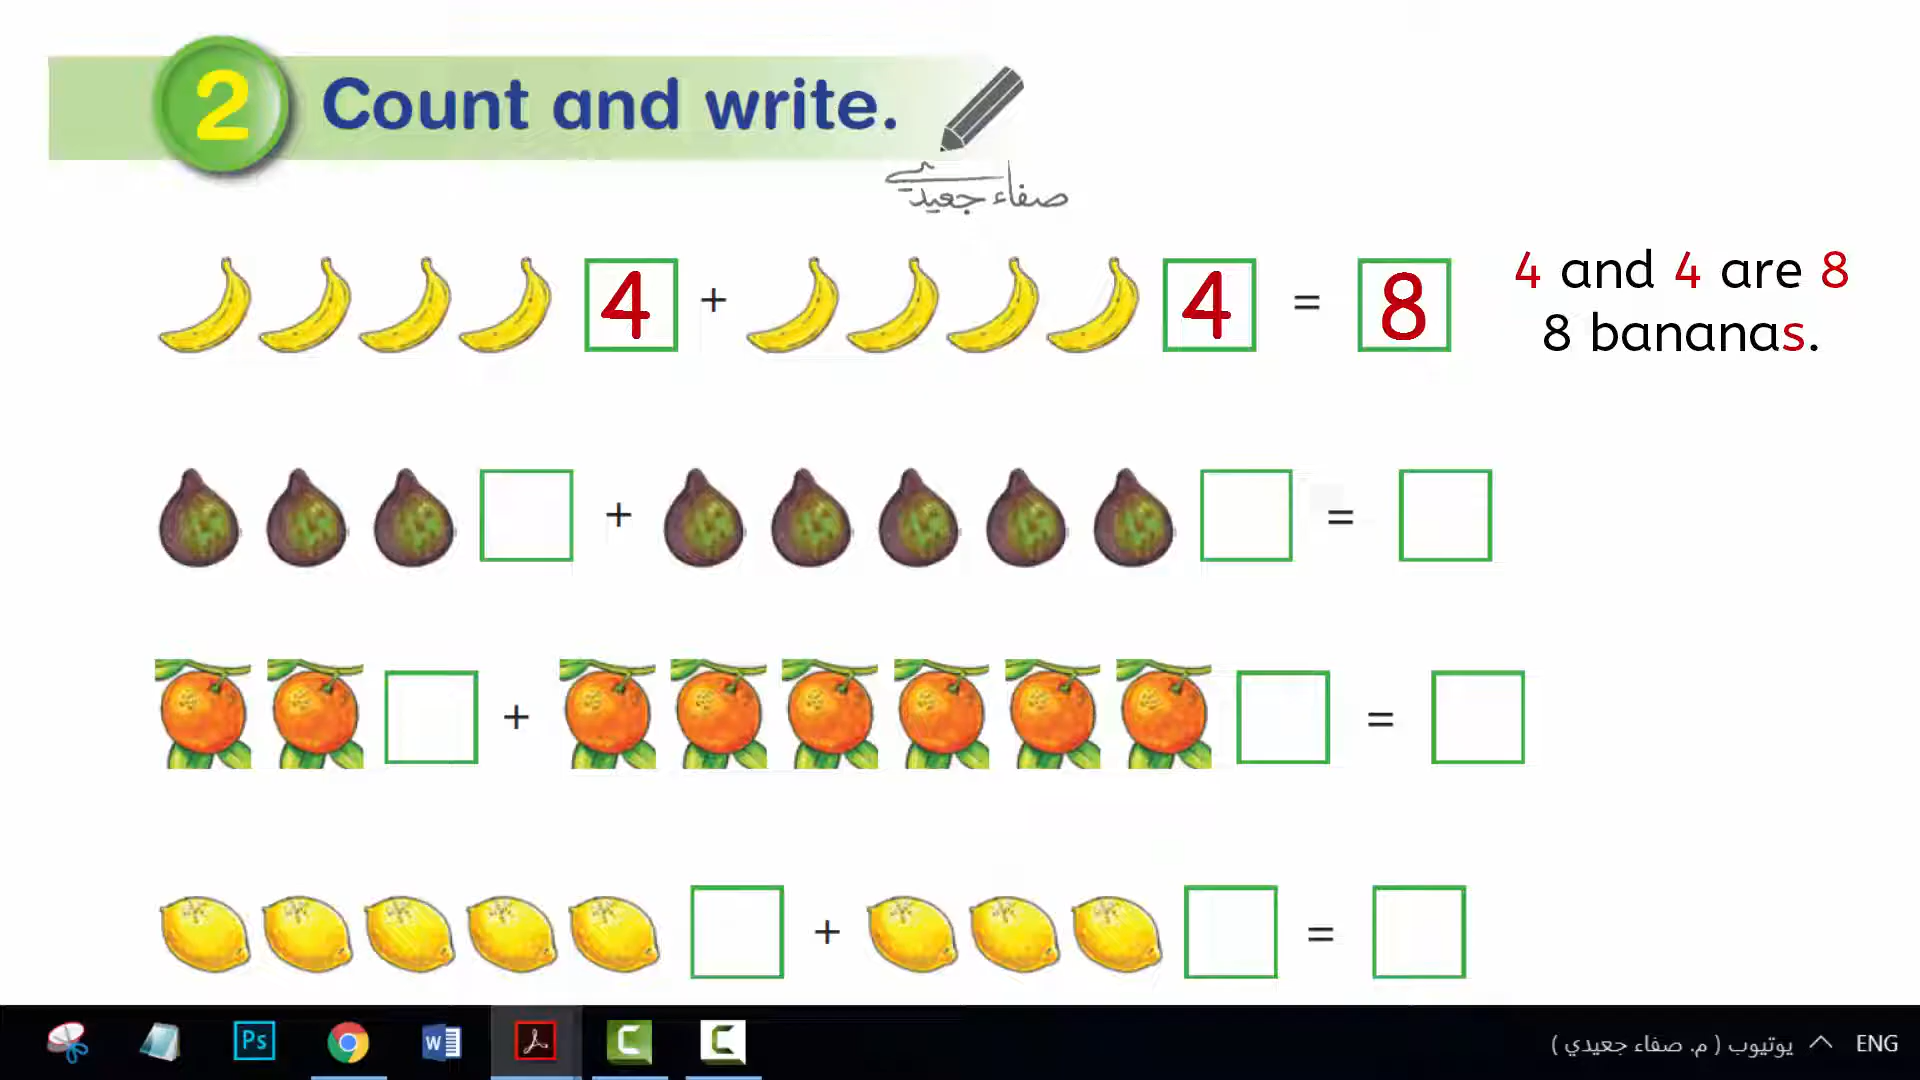 2 Count and write.
صفاء جعيدي
4 + 4 = 8
4 and 4 are 8
8 bananas.
+ =
+ =
+ =
Ps
يوتيوب ( م. صفاء جعيدي )
ENG